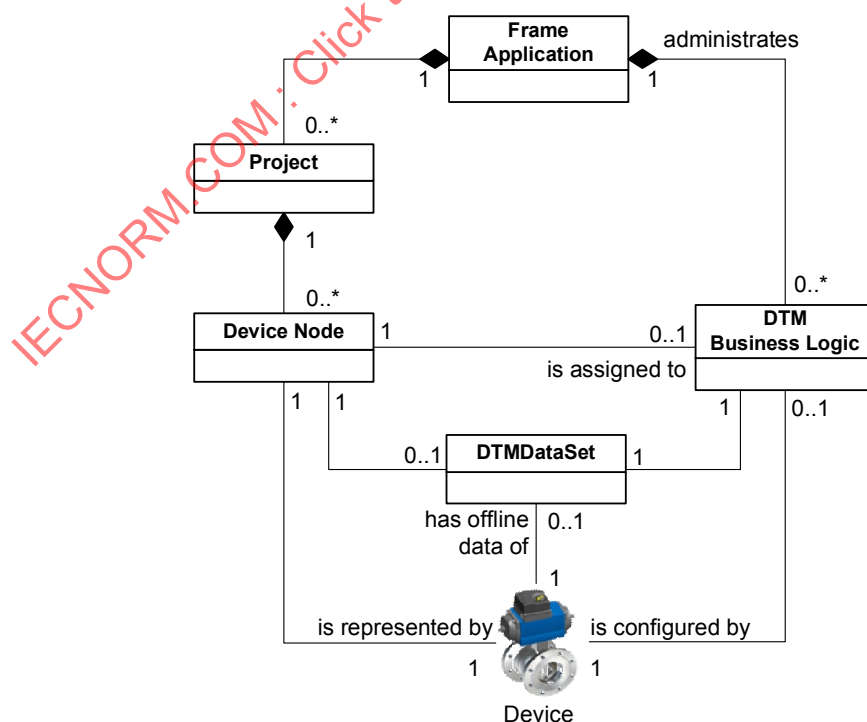 IECNORM.COM : Click t
Frame
Application
administrates
1
1
0..*
Project
1
0..*
0..*
Device Node
1
0..1
DTM
Business Logic
is assigned to
1
1
1
0..1
0..1
DTMDataSet
1
has offline
data of
0..1
1
is represented by
is configured by
1
1
Device